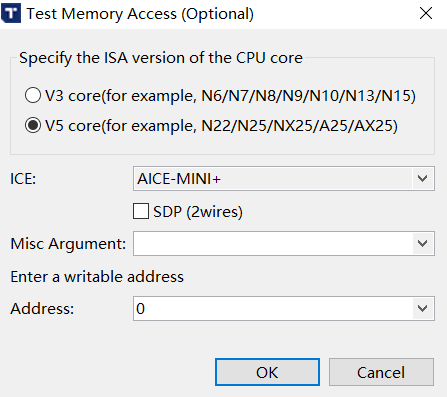 Test Memory Access (Optional)
Specify the ISA version of the CPU core
V3 core(for example, N6/N7/N8/N9/N10/N13/N15)
V5 core(for example, N22/N25/NX25/A25/AX25)
ICE: AICE-MINI+
SDP (2wires)
Misc Argument:
Enter a writable address
Address: 0
OK Cancel